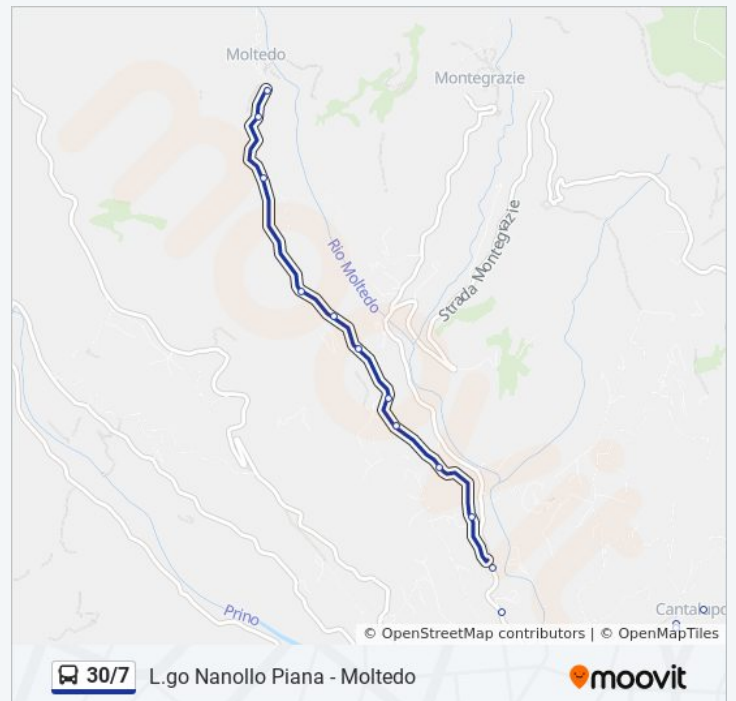 Moltedo
Montegrazie
Rio Moltedo
Strada Montegrazie
Prino
Cantalupo
© OpenStreetMap contributors | © OpenMapTiles
30/7 L.go Nanollo Piana - Moltedo
moovit